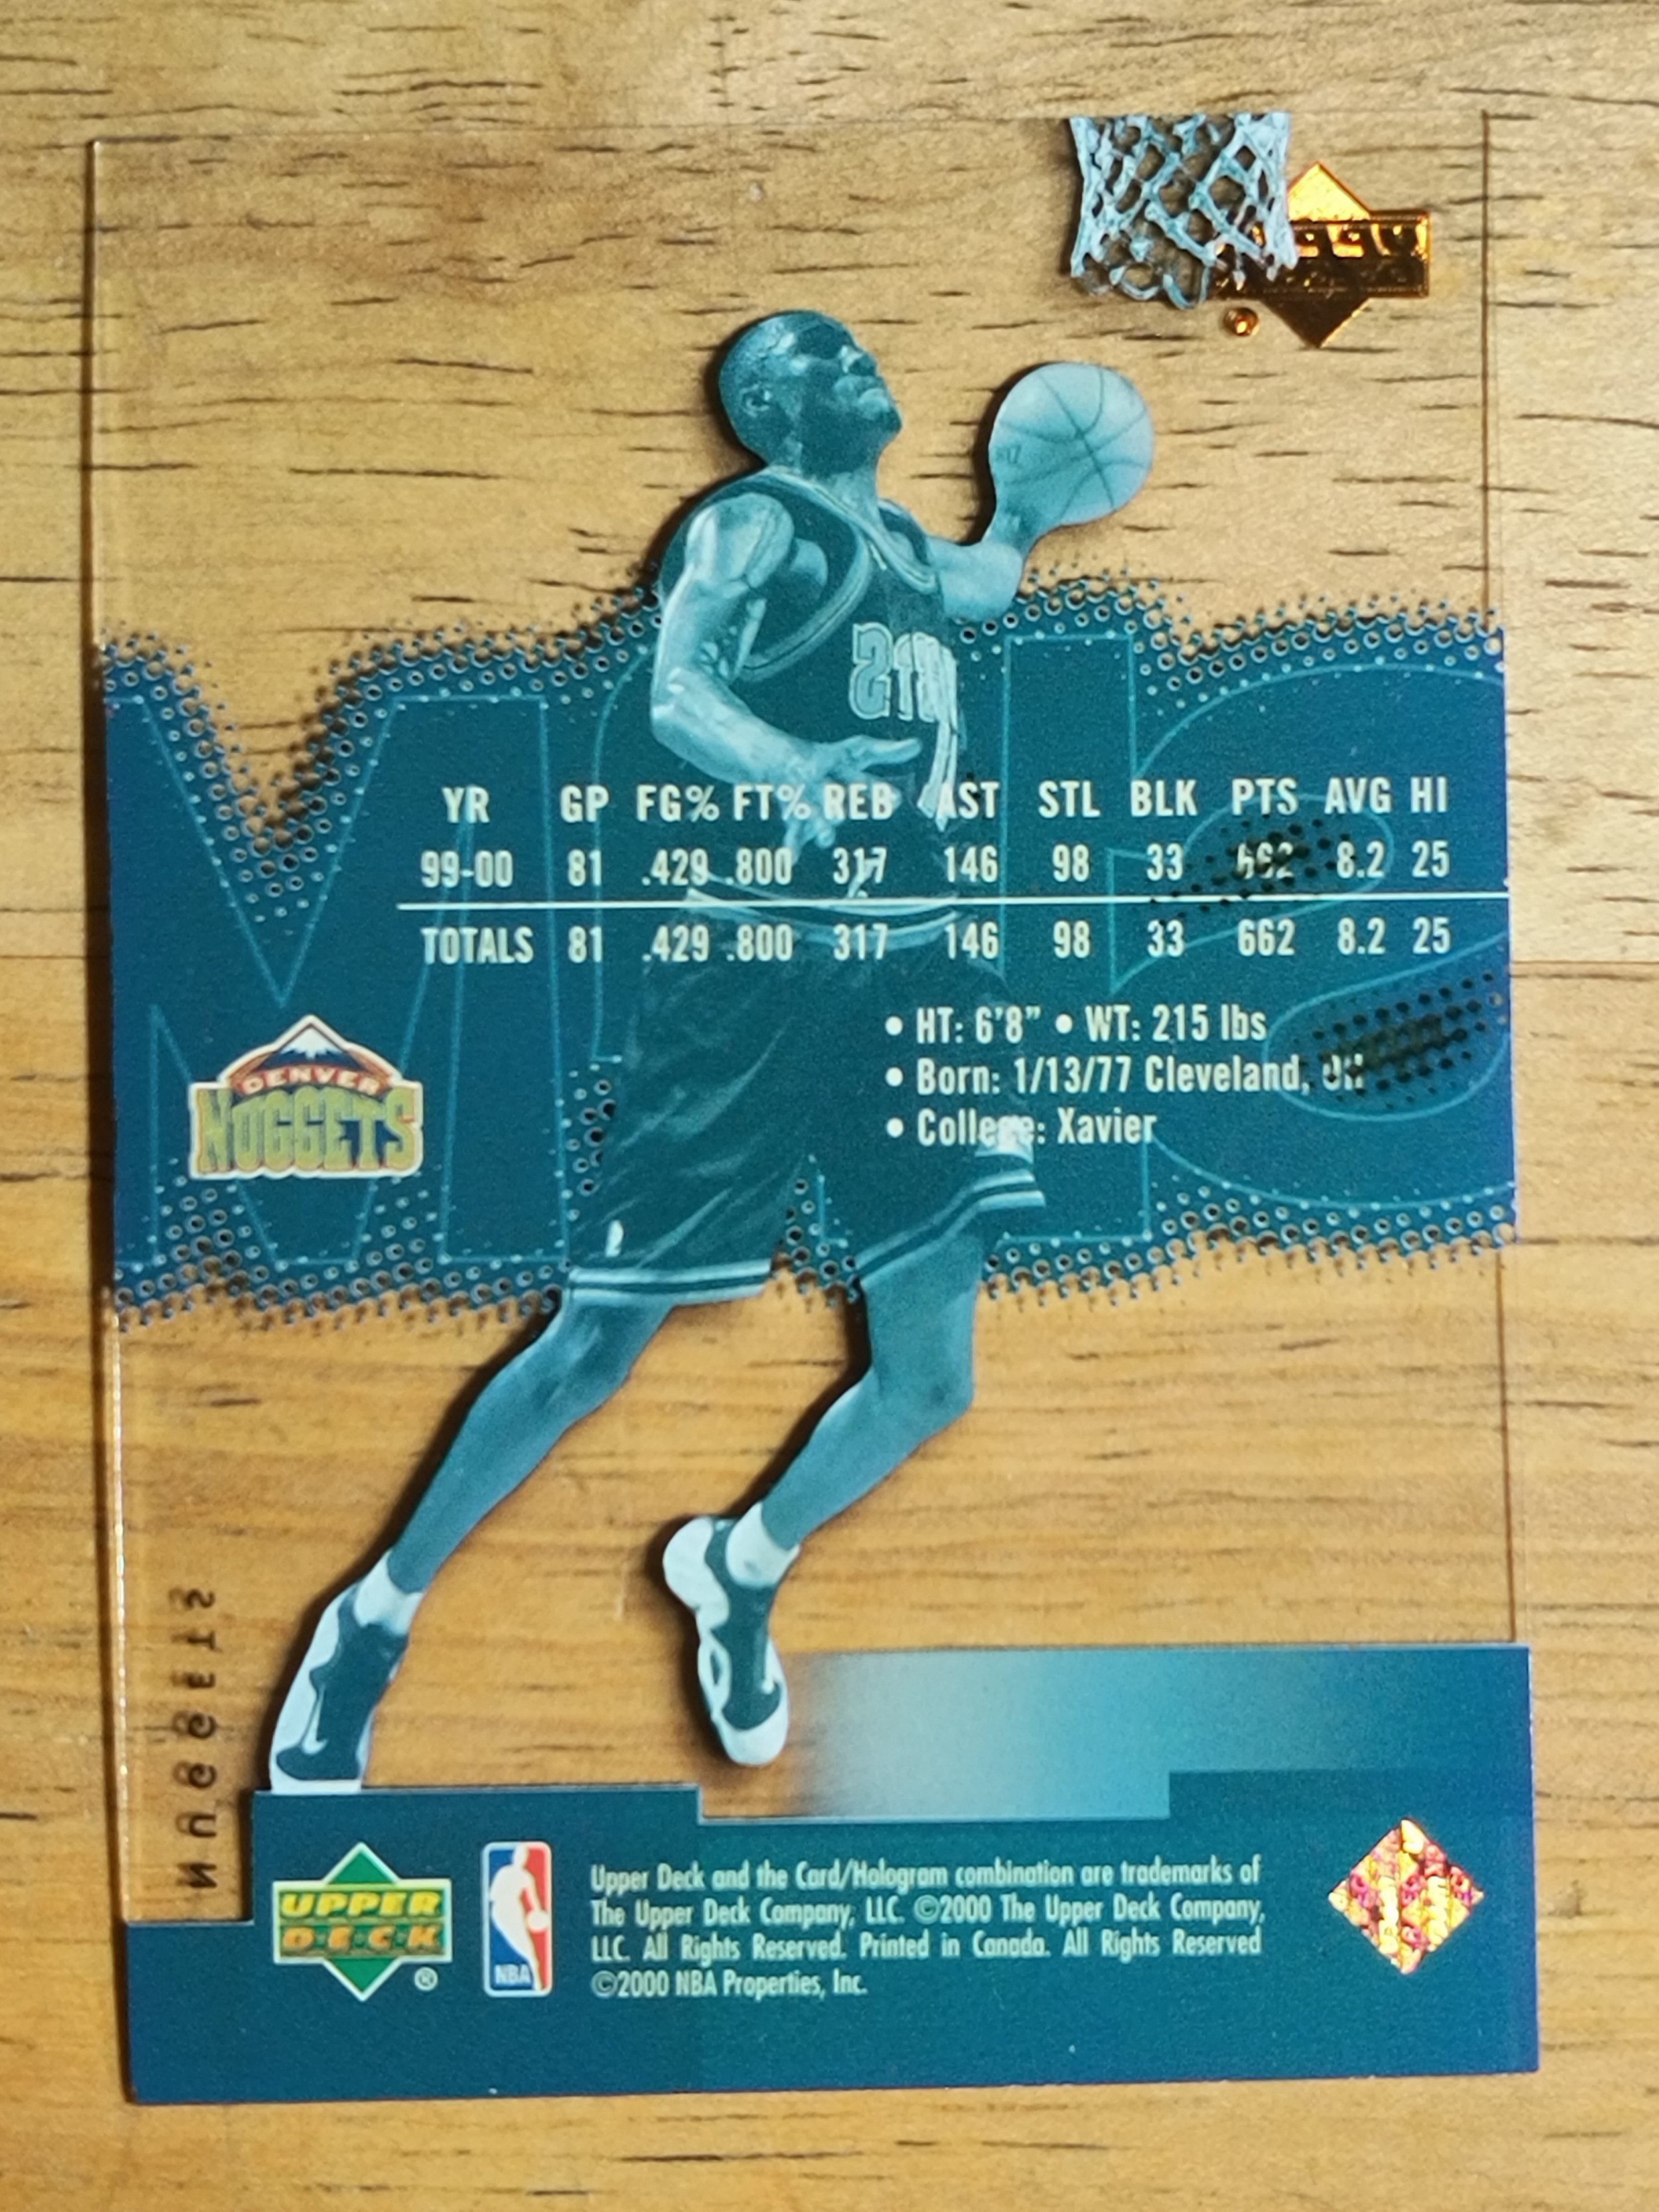 YR GP FG% FT% REB AST STL BLK PTS AVG HI
99-00 81 .429 .800 317 146 98 33 662 8.2 25
TOTALS 81 .429 .800 317 146 98 33 662 8.2 25
• HT: 6'8” • WT: 215 lbs
• Born: 1/13/77 Cleveland, OH
• College: Xavier
DENVER
NUGGETS
Nuggets
UPPER
DECK
®
NBA
Upper Deck and the Card/Hologram combination are trademarks of
The Upper Deck Company, LLC. ©2000 The Upper Deck Company,
LLC. All Rights Reserved. Printed in Canada. All Rights Reserved
©2000 NBA Properties, Inc.